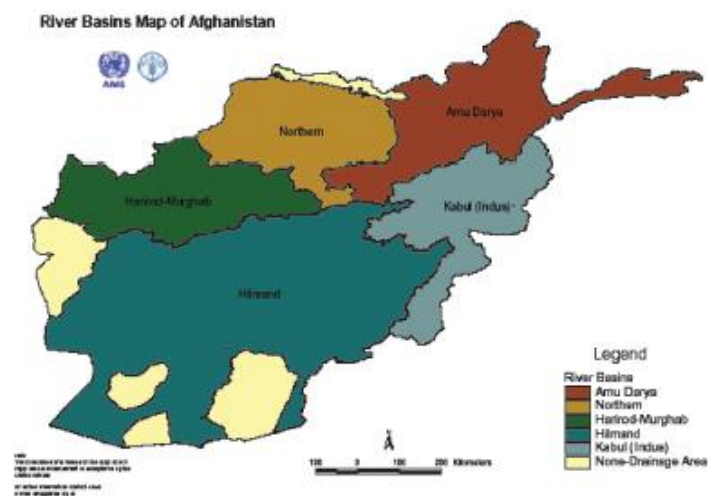 River Basins Map of Afghanistan
AIMS
Northern
Amu Darya
Harirod-Murghab
Kabul (Indus)
Hilmand
Legend
River Basins
Amu Darya
Northern
Harirod-Murghab
Hilmand
Kabul (Indus)
None-Drainage Area
100 0 100 200 Kilometers